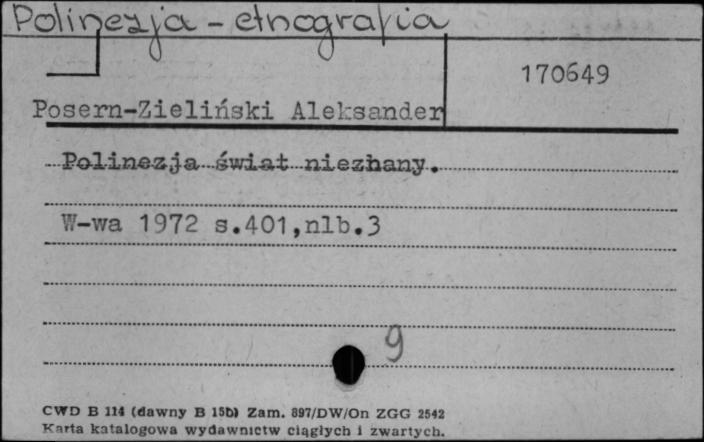 Polinezja - etnografia
170649
Posern-Zieliński Aleksander
Polinezja świat nieznany.
W-wa 1972 s.401,nlb.3
9
CWD B 114 (dawny B 15b) Zam. 897/DW/On ZGG 2542
Karta katalogowa wydawnictw ciągłych i zwartych.